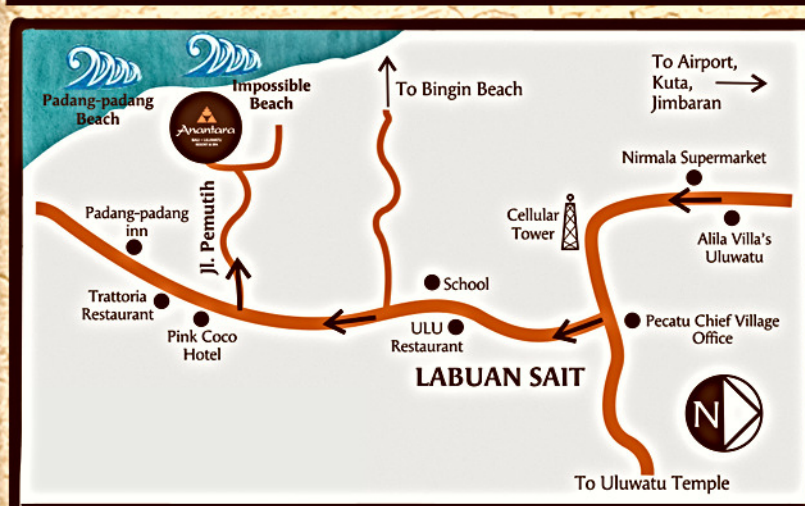 Padang-padang
Beach
Impossible
Beach
Anantara
To Bingin Beach
To Airport,
Kuta,
Jimbaran
Nirmala Supermarket
Alila Villa's
Uluwatu
Cellular
Tower
Padang-padang
inn
Jl. Pemutih
Trattoria
Restaurant
Pink Coco
Hotel
School
ULU
Restaurant
Pecatu Chief Village
Office
LABUAN SAIT
N
To Uluwatu Temple